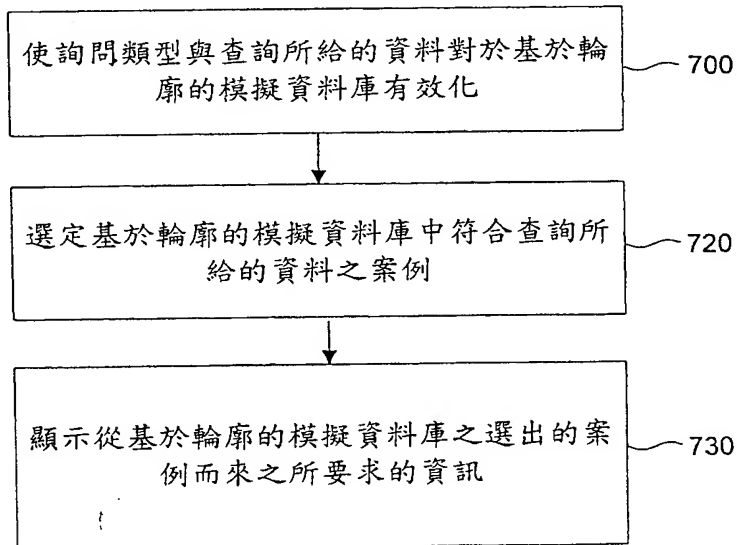 使詢問類型與查詢所給的資料對於基於輪
廓的模擬資料庫有效化
700
選定基於輪廓的模擬資料庫中符合查詢所
給的資料之案例
720
顯示從基於輪廓的模擬資料庫之選出的案
例而來之所要求的資訊
730